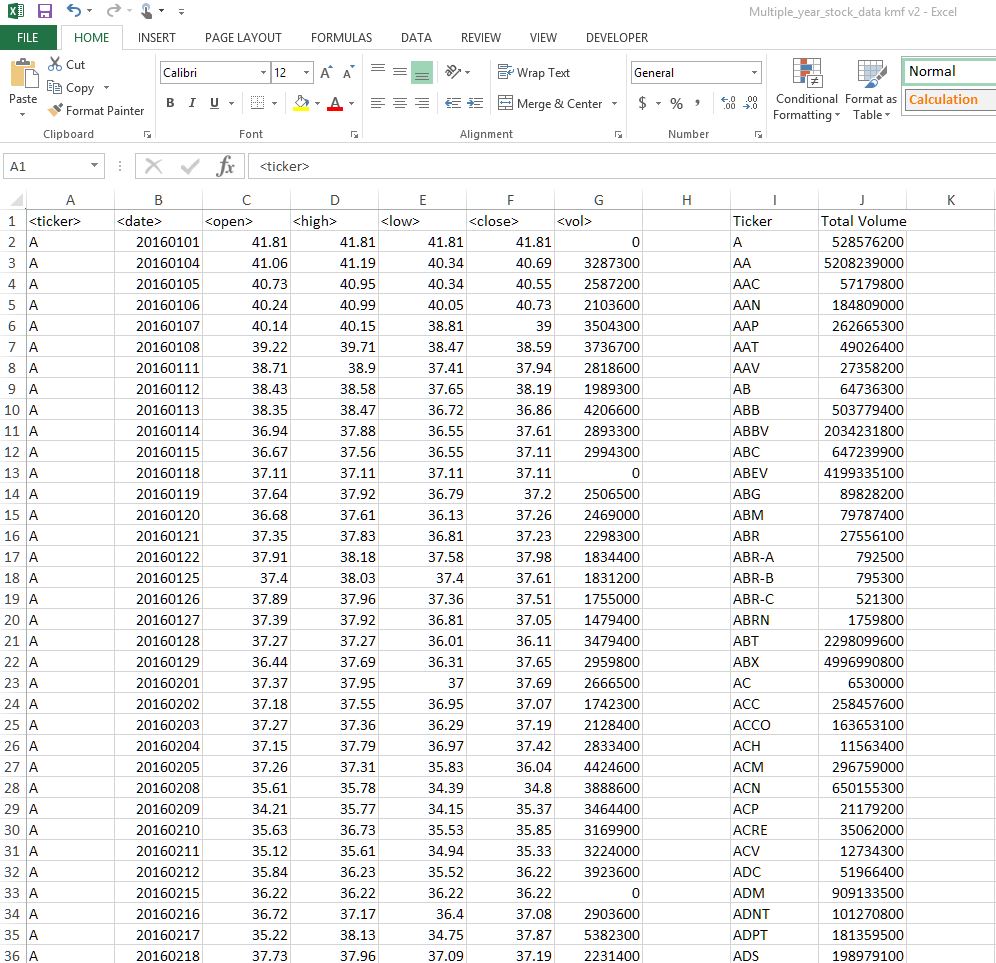 Multiple_year_stock_data kmf v2 - Excel
FILE HOME INSERT PAGE LAYOUT FORMULAS DATA REVIEW VIEW DEVELOPER
Cut
Copy
Format Painter
Paste
Clipboard
Calibri 12 A A
B I U A
Font
Wrap Text
Merge & Center
Alignment
General
$ % , .00 .00
Number
Conditional Formatting
Format as Table
Normal
Calculation
A1 fx <ticker>
A B C D E F G H I J K
1 <ticker> <date> <open> <high> <low> <close> <vol> Ticker Total Volume
2 A 20160101 41.81 41.81 41.81 41.81 0 A 528576200
3 A 20160104 41.06 41.19 40.34 40.69 3287300 AA 5208239000
4 A 20160105 40.73 40.95 40.34 40.55 2587200 AAC 57179800
5 A 20160106 40.24 40.99 40.05 40.73 2103600 AAN 184809000
6 A 20160107 40.14 40.15 38.81 39 3504300 AAP 262665300
7 A 20160108 39.22 39.71 38.47 38.59 3736700 AAT 49026400
8 A 20160111 38.71 38.9 37.41 37.94 2818600 AAV 27358200
9 A 20160112 38.43 38.58 37.65 38.19 1989300 AB 64736300
10 A 20160113 38.35 38.47 36.72 36.86 4206600 ABB 503779400
11 A 20160114 36.94 37.88 36.55 37.61 2893300 ABBV 2034231800
12 A 20160115 36.67 37.56 36.55 37.11 2994300 ABC 647239900
13 A 20160118 37.11 37.11 37.11 37.11 0 ABEV 4199335100
14 A 20160119 37.64 37.92 36.79 37.2 2506500 ABG 89828200
15 A 20160120 36.68 37.61 36.13 37.26 2469000 ABM 79787400
16 A 20160121 37.35 37.83 36.81 37.23 2298300 ABR 27556100
17 A 20160122 37.91 38.18 37.58 37.98 1834400 ABR-A 792500
18 A 20160125 37.4 38.03 37.4 37.61 1831200 ABR-B 795300
19 A 20160126 37.89 37.96 37.36 37.51 1755000 ABR-C 521300
20 A 20160127 37.39 37.92 36.81 37.05 1479400 ABRN 1759800
21 A 20160128 37.27 37.27 36.01 36.11 3479400 ABT 2298099600
22 A 20160129 36.44 37.69 36.31 37.65 2959800 ABX 4996990800
23 A 20160201 37.37 37.95 37 37.69 2666500 AC 6530000
24 A 20160202 37.18 37.55 36.95 37.07 1742300 ACC 258457600
25 A 20160203 37.27 37.36 36.29 37.19 2128400 ACCO 163653100
26 A 20160204 37.15 37.79 36.97 37.42 2833400 ACH 11563400
27 A 20160205 37.26 37.31 35.83 36.04 4424600 ACM 296759000
28 A 20160208 35.61 35.78 34.39 34.8 3888600 ACN 650155300
29 A 20160209 34.21 35.77 34.15 35.37 3464400 ACP 21179200
30 A 20160210 35.63 36.73 35.53 35.85 3169900 ACRE 35062000
31 A 20160211 35.12 35.61 34.94 35.33 3224000 ACV 12734300
32 A 20160212 35.84 36.23 35.52 36.22 3923600 ADC 51966400
33 A 20160215 36.22 36.22 36.22 36.22 0 ADM 909133500
34 A 20160216 36.72 37.17 36.4 37.08 2903600 ADNT 101270800
35 A 20160217 35.22 38.13 34.75 37.87 5382300 ADPT 181359500
36 A 20160218 37.73 37.96 37.09 37.19 2231400 ADS 198979100